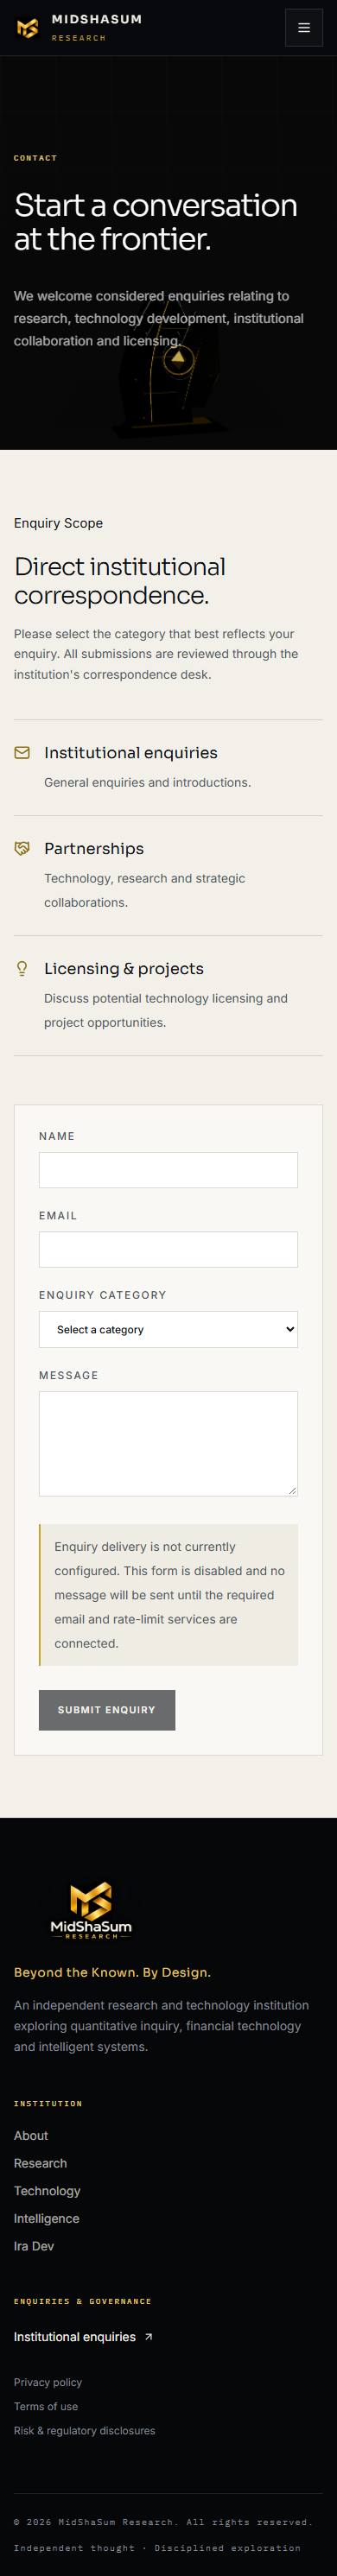 MIDSHASUM
RESEARCH
CONTACT
Start a conversation
at the frontier.
We welcome considered enquiries relating to
research, technology development, institutional
collaboration and licensing.
Enquiry Scope
Direct institutional
correspondence.
Please select the category that best reflects your
enquiry. All submissions are reviewed through the
institution's correspondence desk.
Institutional enquiries
General enquiries and introductions.
Partnerships
Technology, research and strategic
collaborations.
Licensing & projects
Discuss potential technology licensing and
project opportunities.
NAME
EMAIL
ENQUIRY CATEGORY
Select a category
MESSAGE
Enquiry delivery is not currently
configured. This form is disabled and no
message will be sent until the required
email and rate-limit services are
connected.
SUBMIT ENQUIRY
MidShaSum
RESEARCH
Beyond the Known. By Design.
An independent research and technology institution
exploring quantitative inquiry, financial technology
and intelligent systems.
INSTITUTION
About
Research
Technology
Intelligence
Ira Dev
ENQUIRIES & GOVERNANCE
Institutional enquiries
Privacy policy
Terms of use
Risk & regulatory disclosures
© 2026 MidShaSum Research. All rights reserved.
Independent thought · Disciplined exploration